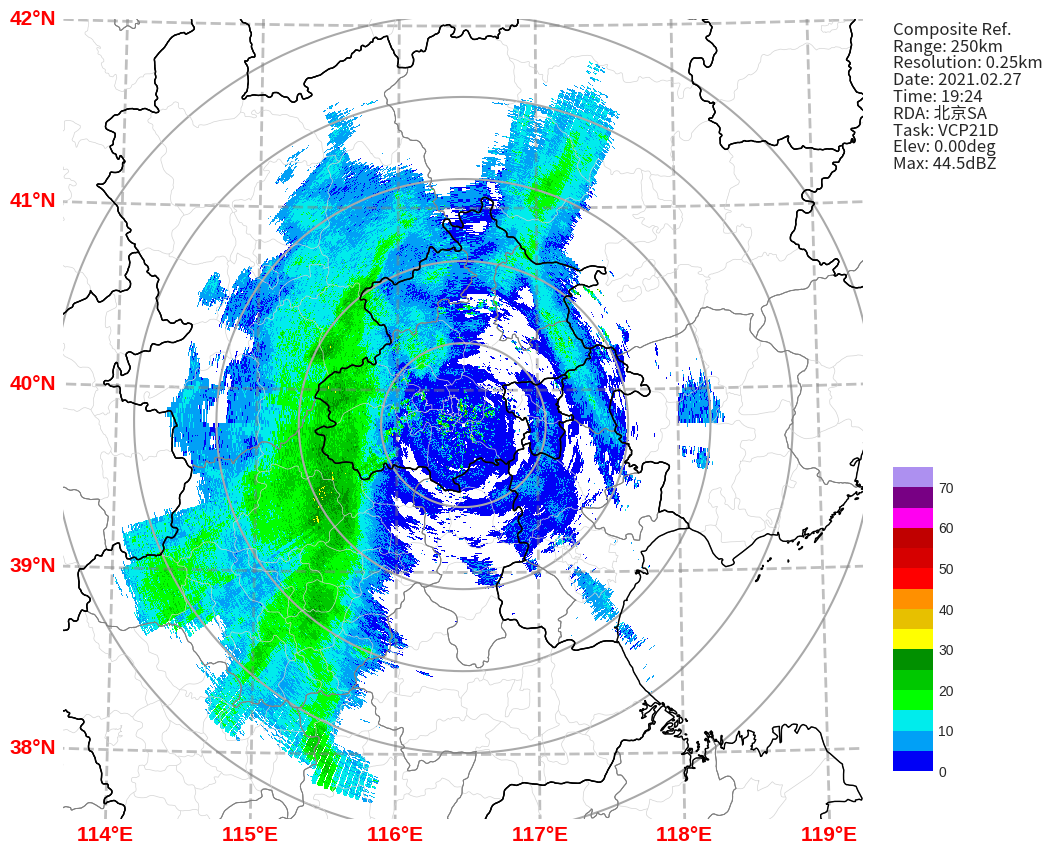 42°N
41°N
40°N
39°N
38°N
114°E 115°E 116°E 117°E 118°E 119°E
Composite Ref.
Range: 250km
Resolution: 0.25km
Date: 2021.02.27
Time: 19:24
RDA: 北京SA
Task: VCP21D
Elev: 0.00deg
Max: 44.5dBZ
70
60
50
40
30
20
10
0